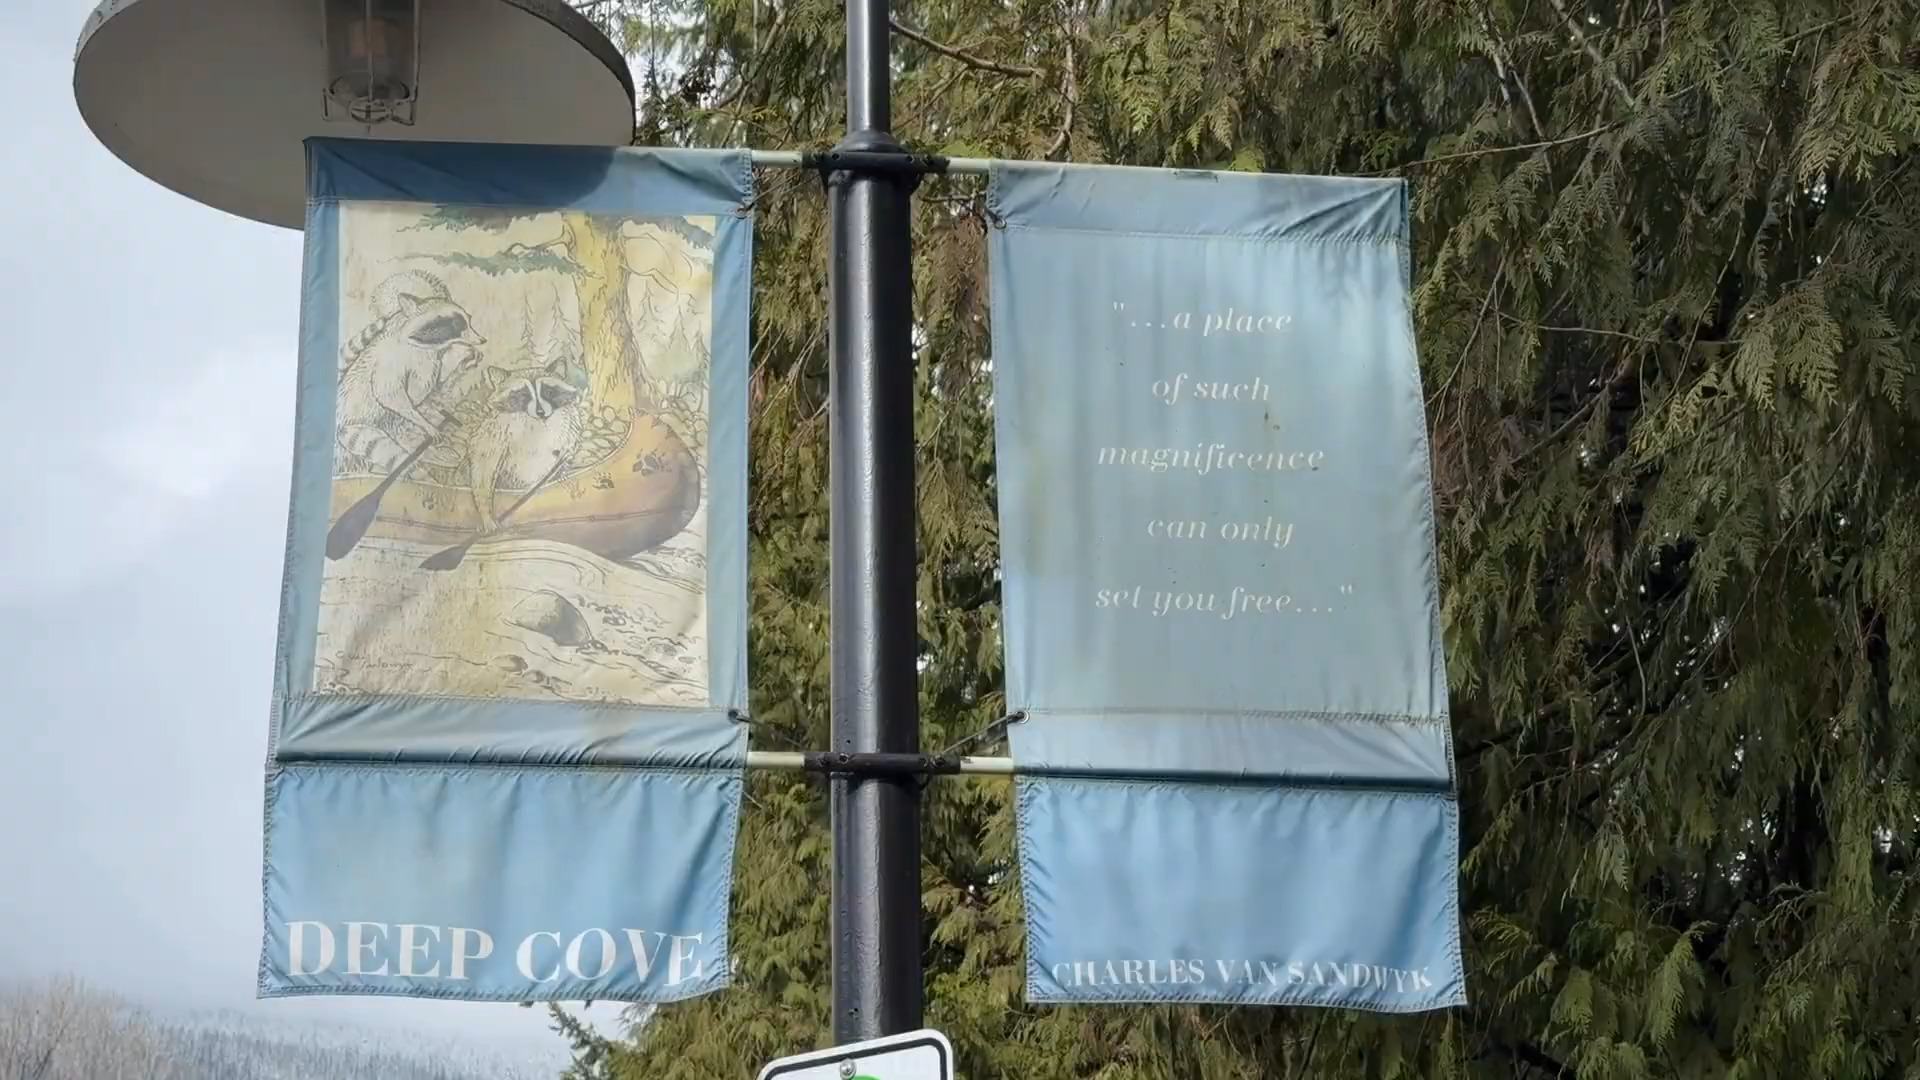 DEEP COVE
"...a place
of such
magnificence
can only
set you free..."
CHARLES VAN SANDWYK